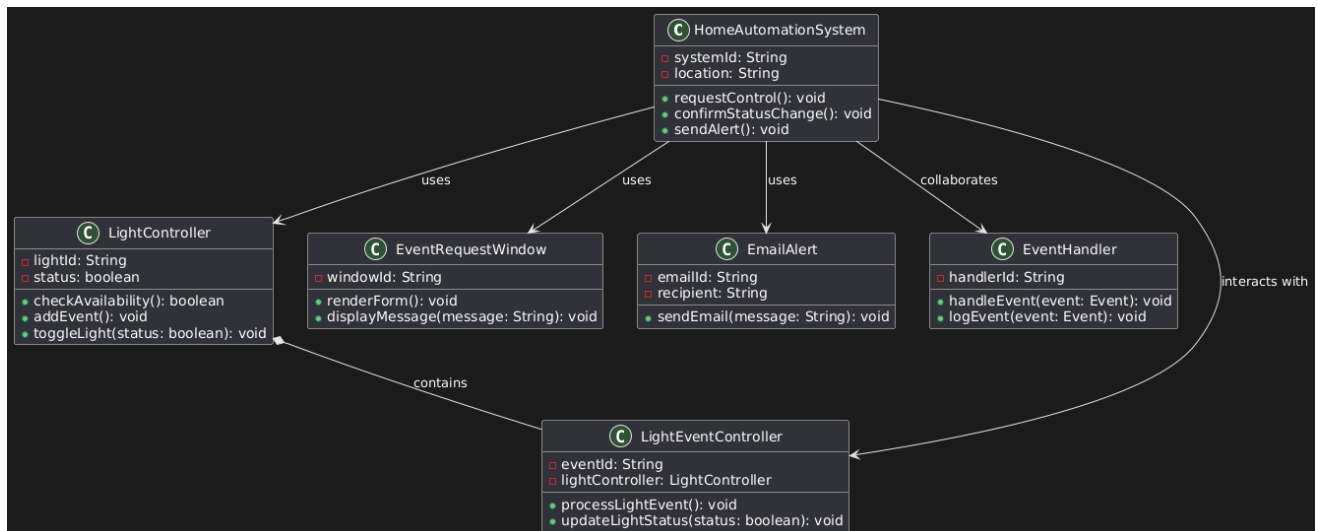 C HomeAutomationSystem
systemId: String
location: String
requestControl(): void
confirmStatusChange(): void
sendAlert(): void
uses
uses
uses
collaborates
interacts with
C LightController
lightId: String
status: boolean
checkAvailability(): boolean
addEvent(): void
toggleLight(status: boolean): void
C EventRequestWindow
windowId: String
renderForm(): void
displayMessage(message: String): void
C EmailAlert
emailId: String
recipient: String
sendEmail(message: String): void
C EventHandler
handlerId: String
handleEvent(event: Event): void
logEvent(event: Event): void
contains
C LightEventController
eventId: String
lightController: LightController
processLightEvent(): void
updateLightStatus(status: boolean): void